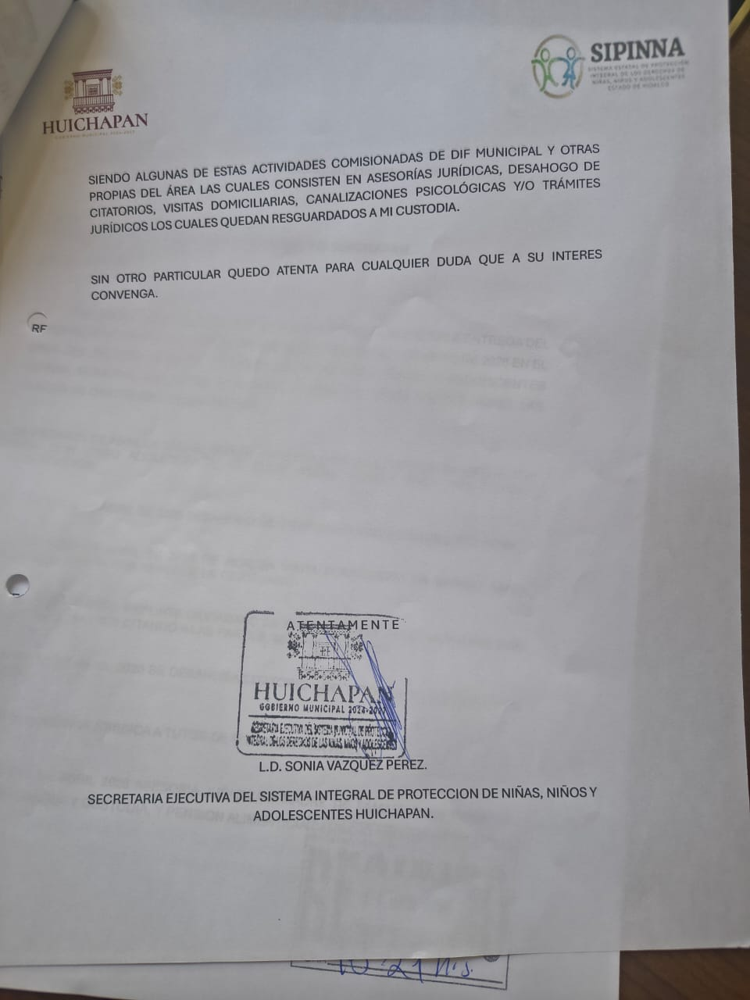 HUICHAPAN
GOBIERNO MUNICIPAL 2024-2027
SIPINNA
SISTEMA ESTATAL DE PROTECCIÓN
INTEGRAL DE LOS DERECHOS DE
NIÑAS, NIÑOS Y ADOLESCENTES
ESTADO DE HIDALGO
SIENDO ALGUNAS DE ESTAS ACTIVIDADES COMISIONADAS DE DIF MUNICIPAL Y OTRAS
PROPIAS DEL ÁREA LAS CUALES CONSISTEN EN ASESORÍAS JURÍDICAS, DESAHOGO DE
CITATORIOS, VISITAS DOMICILIARIAS, CANALIZACIONES PSICOLÓGICAS Y/O TRÁMITES
JURÍDICOS LOS CUALES QUEDAN RESGUARDADOS A MI CUSTODIA.
SIN OTRO PARTICULAR QUEDO ATENTA PARA CUALQUIER DUDA QUE A SU INTERES
CONVENGA.
RF
ATENTAMENTE
HUICHAPAN
GOBIERNO MUNICIPAL 2024-2027
SECRETARIA EJECUTIVA DEL SISTEMA MUNICIPAL DE PROTECCIÓN
INTEGRAL DE LOS DERECHOS DE LAS NIÑAS, NIÑOS Y ADOLESCENTES
L.D. SONIA VAZQUEZ PEREZ.
SECRETARIA EJECUTIVA DEL SISTEMA INTEGRAL DE PROTECCION DE NIÑAS, NIÑOS Y
ADOLESCENTES HUICHAPAN.